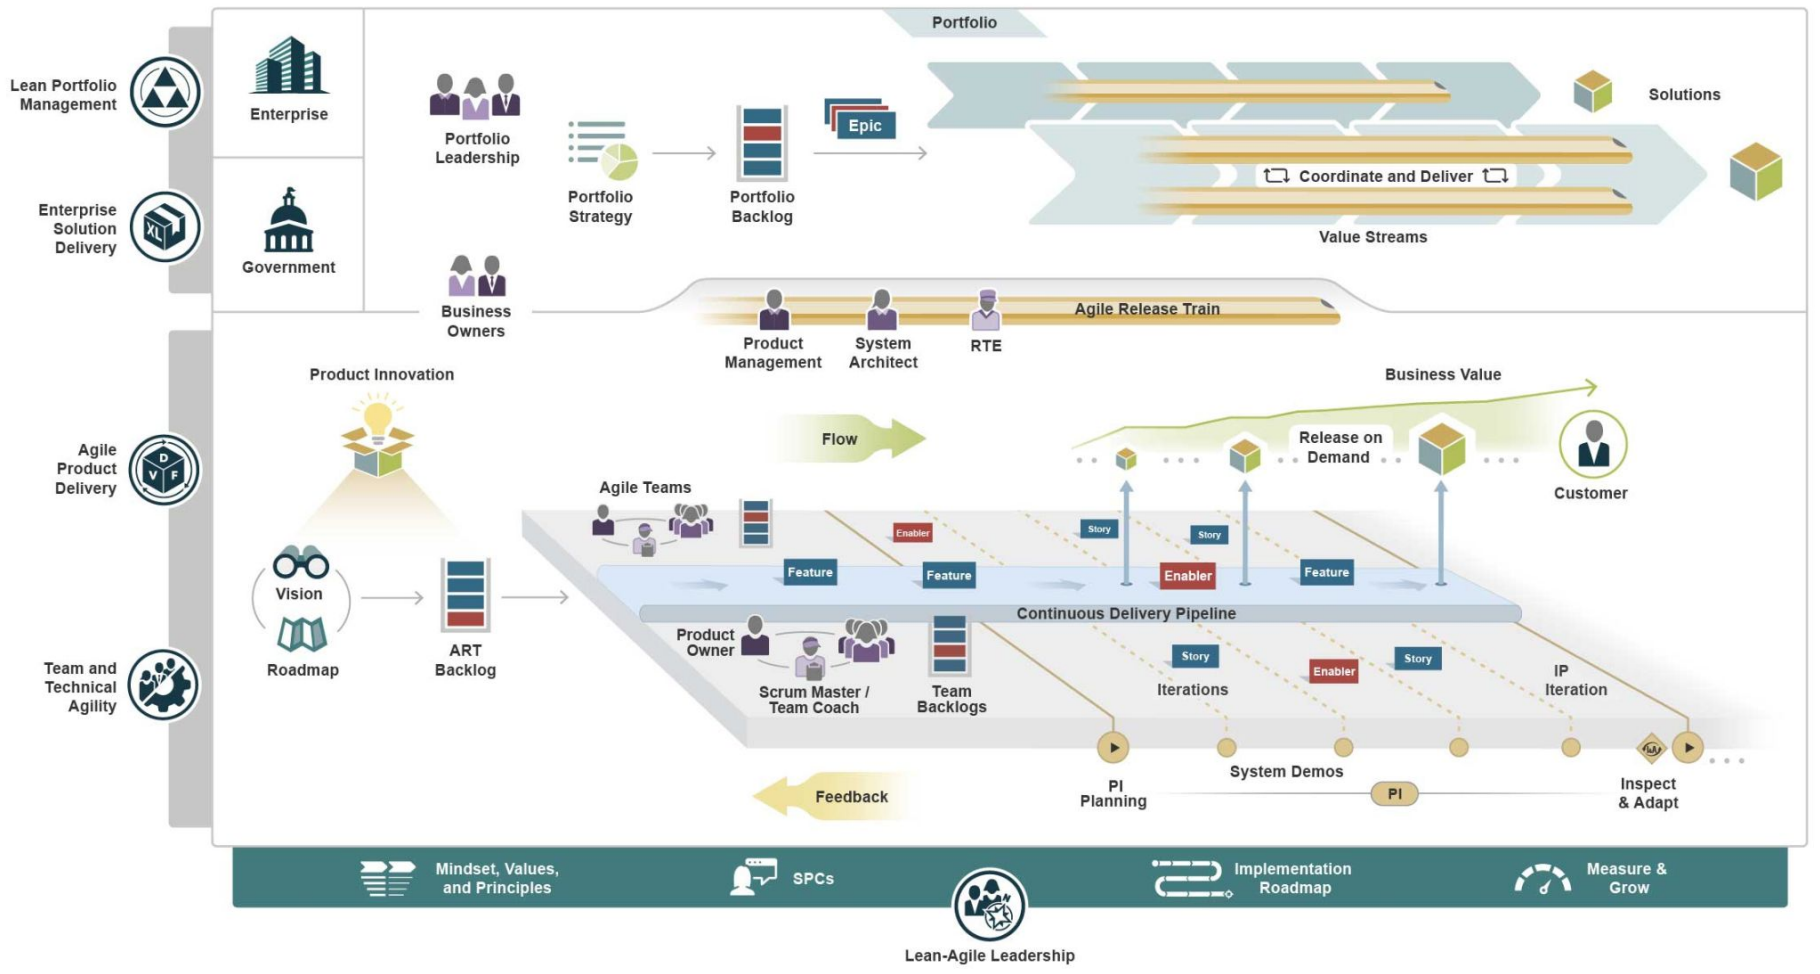 Portfolio
Lean Portfolio
Management
Enterprise
Portfolio
Leadership
Epic
Solutions
Portfolio
Strategy
Portfolio
Backlog
Coordinate and Deliver
Value Streams
Enterprise
Solution
Delivery
XL
Government
Business
Owners
Agile Release Train
Product
Management
System
Architect
RTE
Product Innovation
Business Value
Flow
Release on
Demand
Customer
Agile
Product
Delivery
D
V F
Agile Teams
Enabler
Story
Story
Feature
Feature
Enabler
Feature
Continuous Delivery Pipeline
Vision
Roadmap
ART
Backlog
Product
Owner
Scrum Master /
Team Coach
Team
Backlogs
Story
Enabler
Story
Iterations
IP
Iteration
Team and
Technical
Agility
System Demos
PI
Planning
PI
Inspect
& Adapt
Feedback
Mindset, Values,
and Principles
SPCs
Implementation
Roadmap
Measure &
Grow
Lean-Agile Leadership